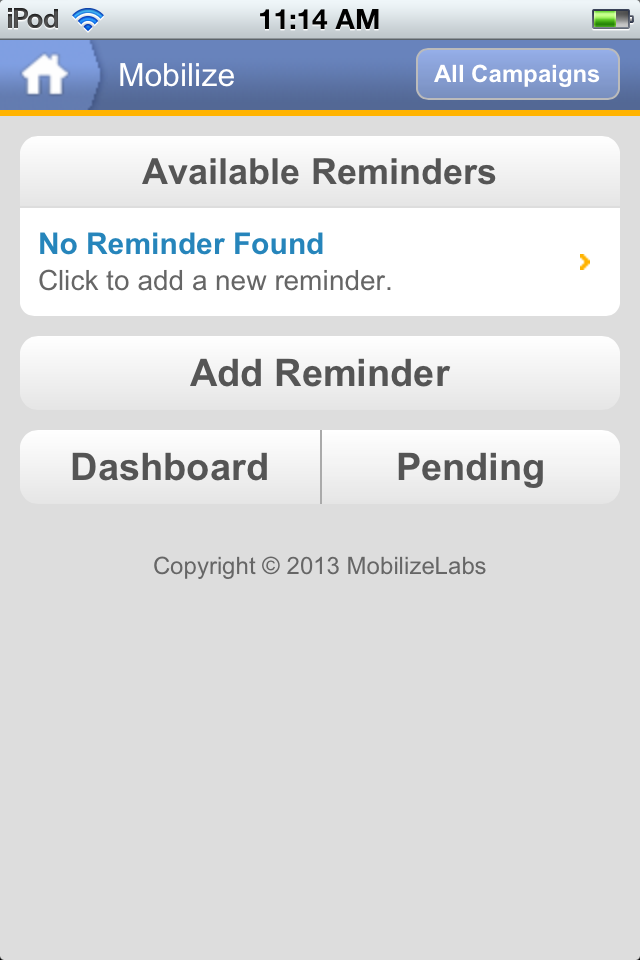 iPod 11:14 AM
Mobilize All Campaigns
Available Reminders
No Reminder Found
Click to add a new reminder.
Add Reminder
Dashboard Pending
Copyright © 2013 MobilizeLabs